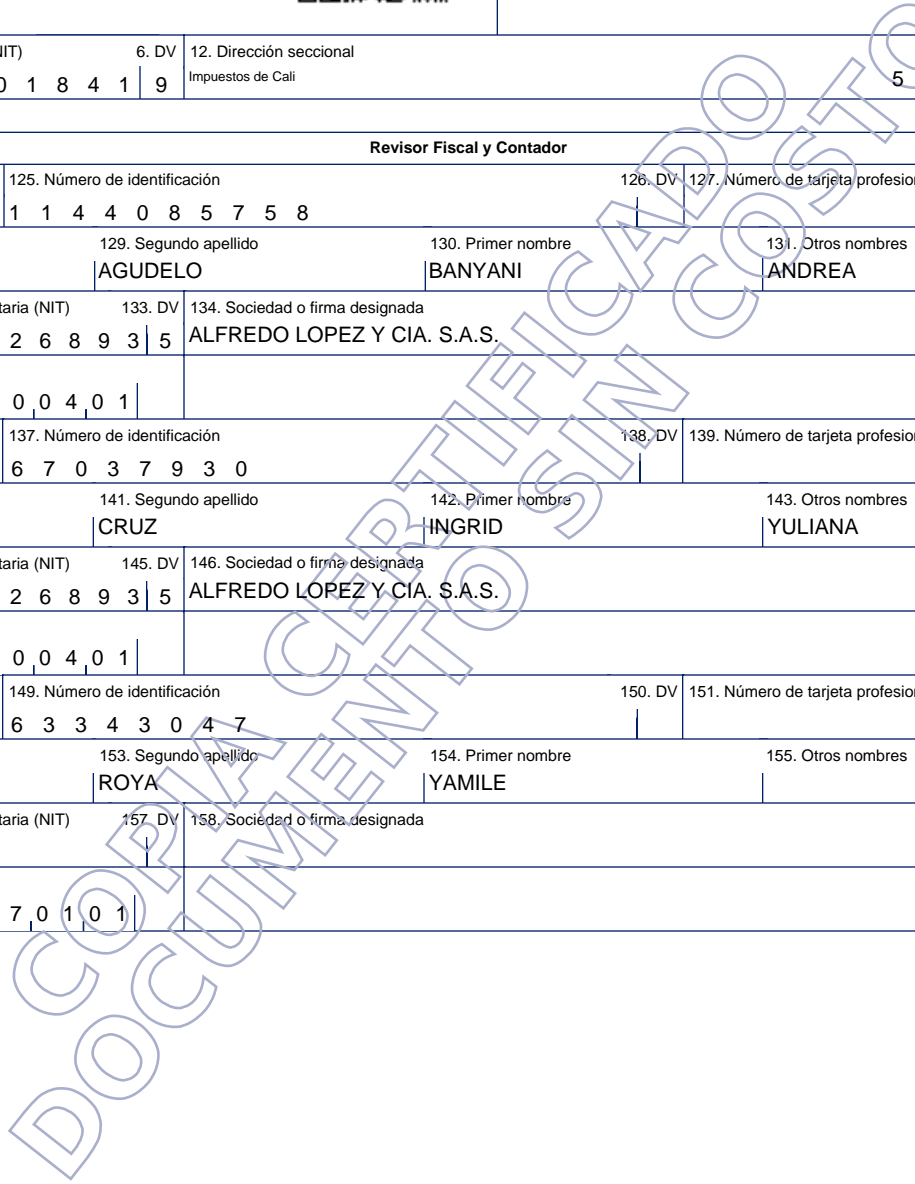 NIT) 6. DV 12. Dirección seccional
0 1 8 4 1 9 Impuestos de Cali 5
Revisor Fiscal y Contador
125. Número de identificación 126. DV 127. Número de tarjeta profesion
1 1 4 4 0 8 5 7 5 8
129. Segundo apellido 130. Primer nombre 131. Otros nombres
AGUDELO BANYANI ANDREA
taria (NIT) 133. DV 134. Sociedad o firma designada
2 6 8 9 3 5 ALFREDO LOPEZ Y CIA. S.A.S.
0 0 4 0 1
137. Número de identificación 138. DV 139. Número de tarjeta profesion
6 7 0 3 7 9 3 0
141. Segundo apellido 142. Primer nombre 143. Otros nombres
CRUZ INGRID YULIANA
taria (NIT) 145. DV 146. Sociedad o firma designada
2 6 8 9 3 5 ALFREDO LOPEZ Y CIA. S.A.S.
0 0 4 0 1
149. Número de identificación 150. DV 151. Número de tarjeta profesion
6 3 3 4 3 0 4 7
153. Segundo apellido 154. Primer nombre 155. Otros nombres
ROYA YAMILE
taria (NIT) 157. DV 158. Sociedad o firma designada
7 0 1 0 1
COPIA CERTIFICADO
DOCUMENTO SIN COSTO